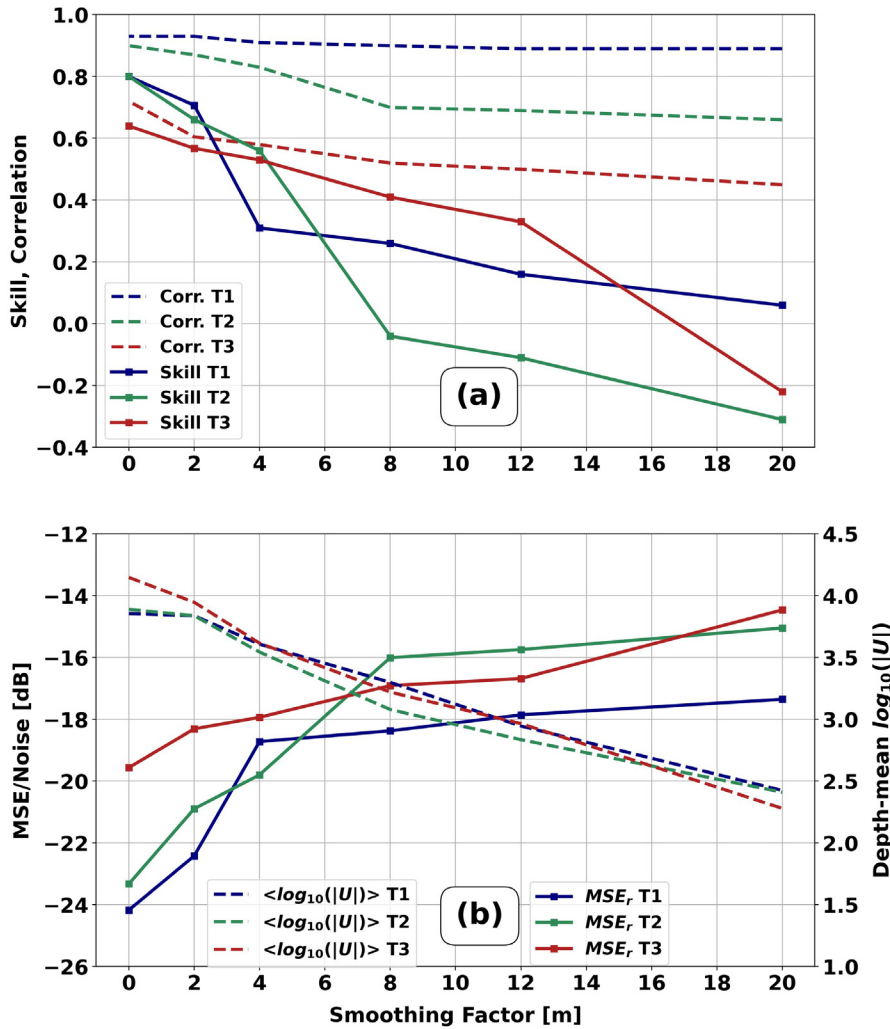 1.0
0.8
0.6
0.4
0.2
0.0
−0.2
−0.4
Skill, Correlation
Corr. T1
Corr. T2
Corr. T3
Skill T1
Skill T2
Skill T3
(a)
0 2 4 6 8 10 12 14 16 18 20
−12
−14
−16
−18
−20
−22
−24
−26
MSE/Noise [dB]
4.5
4.0
3.5
3.0
2.5
2.0
1.5
1.0
Depth-mean log10(|U|)
<log10(|U|)> T1
<log10(|U|)> T2
<log10(|U|)> T3
(b)
MSEr T1
MSEr T2
MSEr T3
0 2 4 6 8 10 12 14 16 18 20
Smoothing Factor [m]